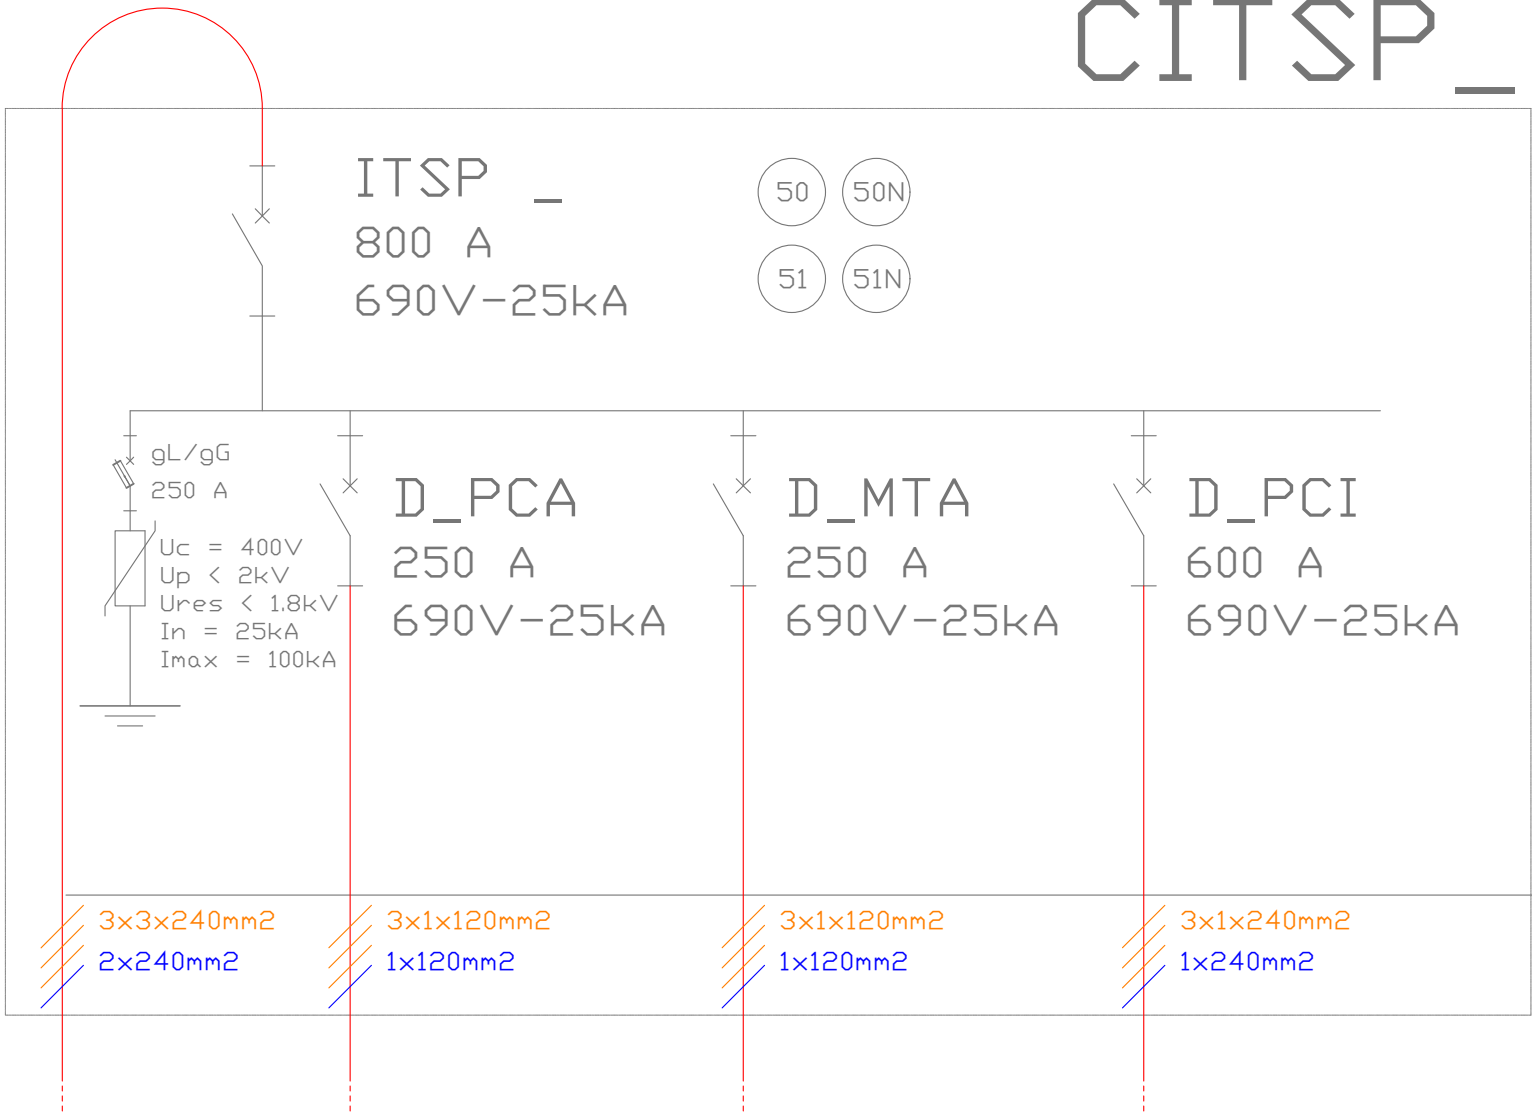 CITSP_
ITSP _
800 A
690V-25kA
50 50N
51 51N
gL/gG
250 A
Uc = 400V
Up < 2kV
Ures < 1.8kV
In = 25kA
Imax = 100kA
D_PCA
250 A
690V-25kA
D_MTA
250 A
690V-25kA
D_PCI
600 A
690V-25kA
3x3x240mm2
2x240mm2
3x1x120mm2
1x120mm2
3x1x120mm2
1x120mm2
3x1x240mm2
1x240mm2